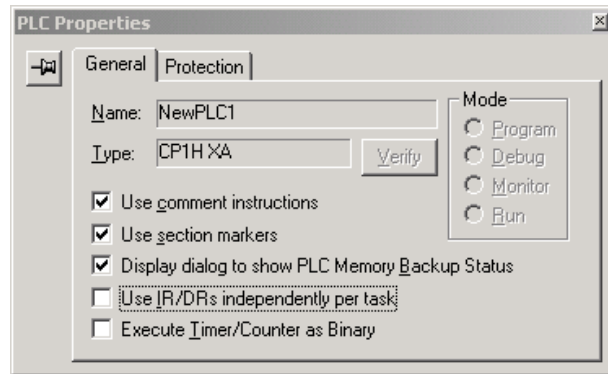 PLC Properties
General Protection
Name: NewPLC1
Type: CP1H XA Verify
Use comment instructions
Use section markers
Display dialog to show PLC Memory Backup Status
Use IR/DRs independently per task
Execute Timer/Counter as Binary
Mode
Program
Debug
Monitor
Run